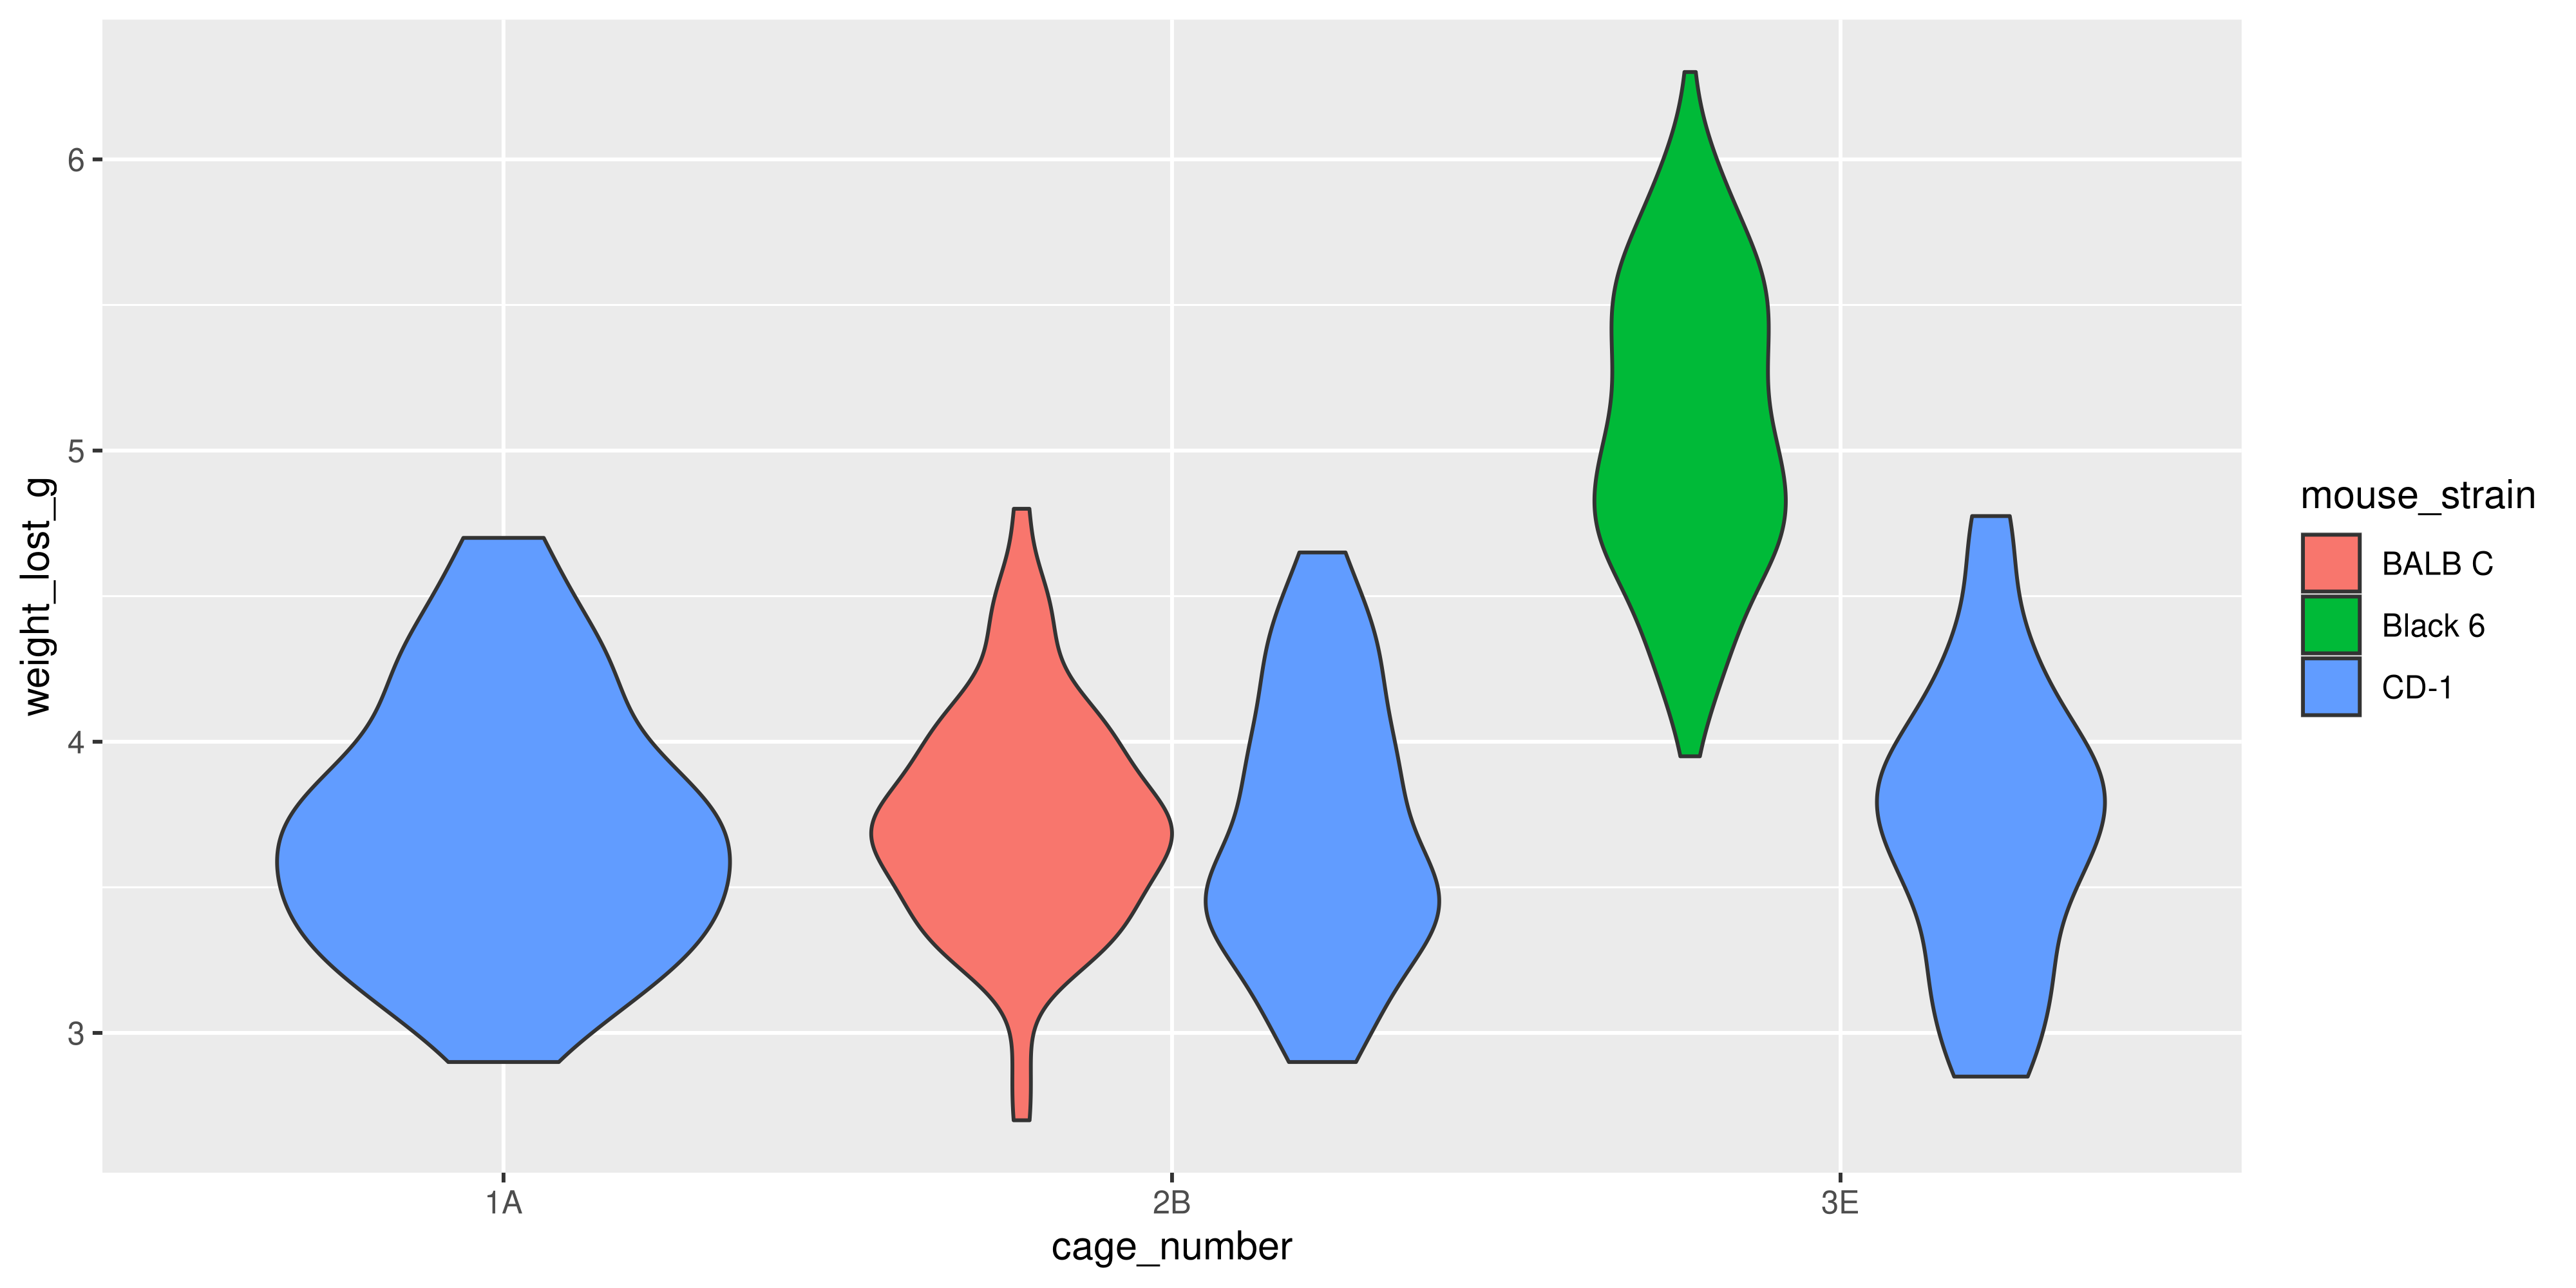 weight_lost_g
6
5
4
3
1A
2B
3E
cage_number
mouse_strain
BALB C
Black 6
CD-1